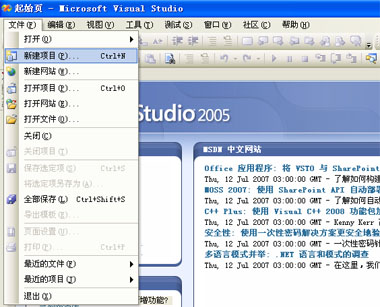 起始页 - Microsoft Visual Studio
文件(F) 编辑(E) 视图(V) 工具(T) 测试(S) 窗口(W) 社区(C) 帮助(H)
打开(O)
新建项目(P)... Ctrl+N
新建网站(W)...
打开项目(P)... Ctrl+O
打开网站(E)...
打开文件(O)...
关闭(C)
关闭项目(T)
保存选定项(S) Ctrl+S
将选定项另存为(A)
全部保存(L) Ctrl+Shift+S
导出模板(E)...
页面设置(U)...
打印(P)... Ctrl+P
最近的文件(F)
最近的项目(T)
退出(X)
Studio 2005
MSDN 中文网站
Office 应用程序: 将 VSTO 与 SharePoint
Thu, 12 Jul 2007 03:00:00 GMT - 了解如何构建
MOSS 2007: 使用 SharePoint API 自动部署
Thu, 12 Jul 2007 03:00:00 GMT - 了解如何自动
C++ Plus: 使用 Visual C++ 2008 功能包加
Thu, 12 Jul 2007 03:00:00 GMT - Kenny Kerr
安全性: 使用一次性密码解决方案更安全地验
Thu, 12 Jul 2007 03:00:00 GMT - 一次性密码针
多语言模式并举: .NET 语言和模式的调查
Thu, 12 Jul 2007 03:00:00 GMT - 在这里，我们
增功能?